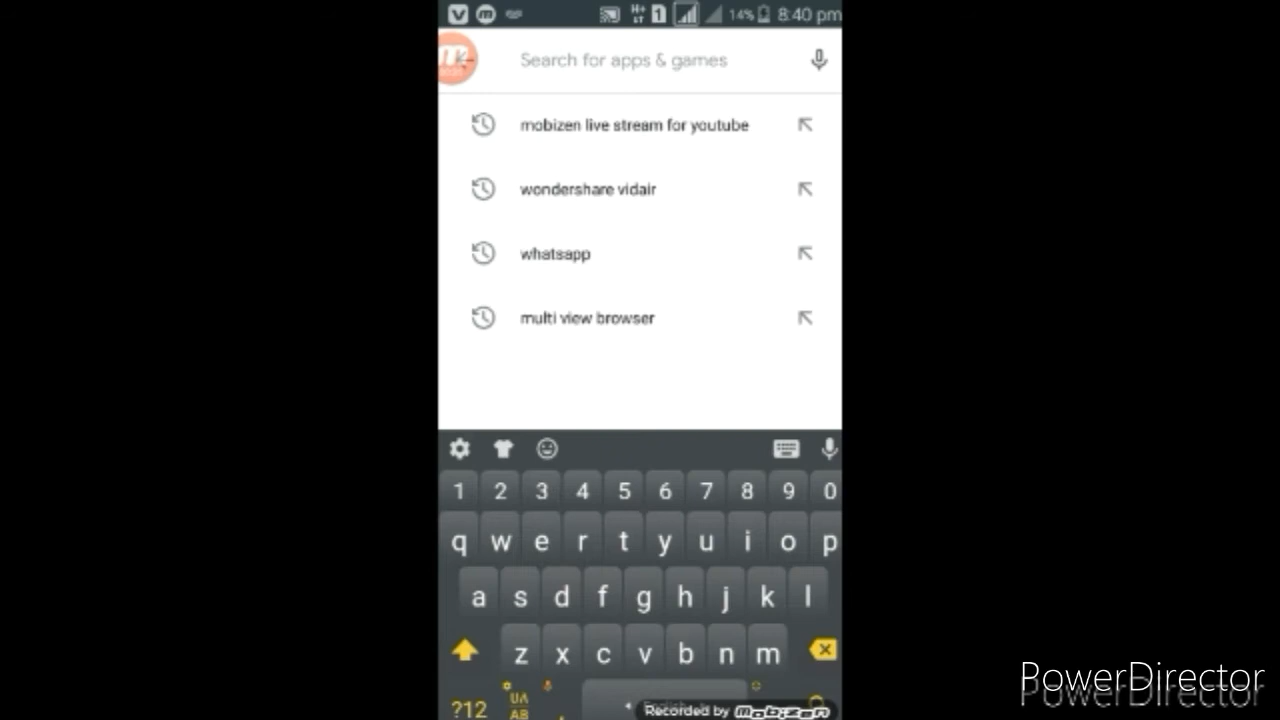 14% 8:40 pm
Search for apps & games
mobizen live stream for youtube
wondershare vidair
whatsapp
multi view browser
1 2 3 4 5 6 7 8 9 0
q w e r t y u i o p
a s d f g h j k l
z x c v b n m
?12
Recorded by mobizen
PowerDirector